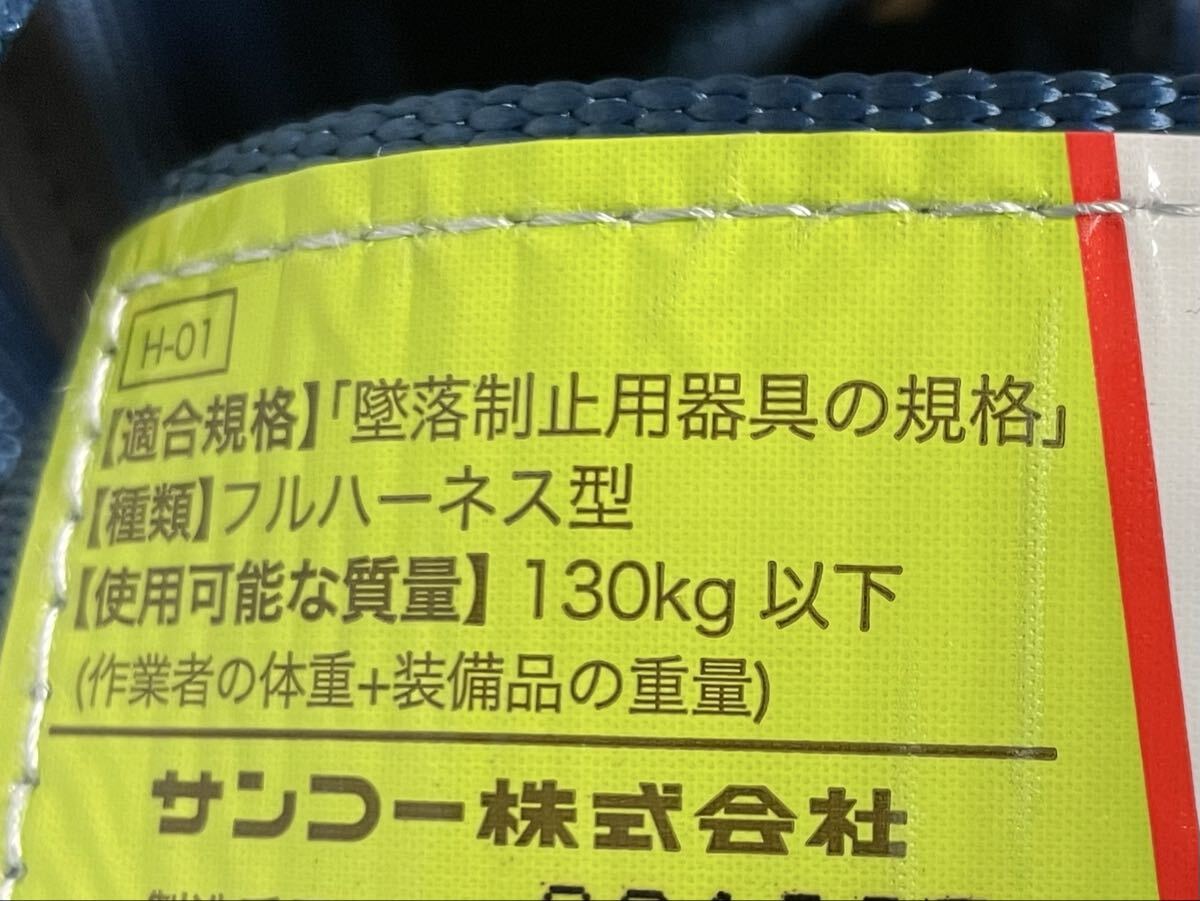 H-01
【適合規格】「墜落制止用器具の規格」
【種類】フルハーネス型
【使用可能な質量】130kg 以下
(作業者の体重+装備品の重量)
サンコー株式会社